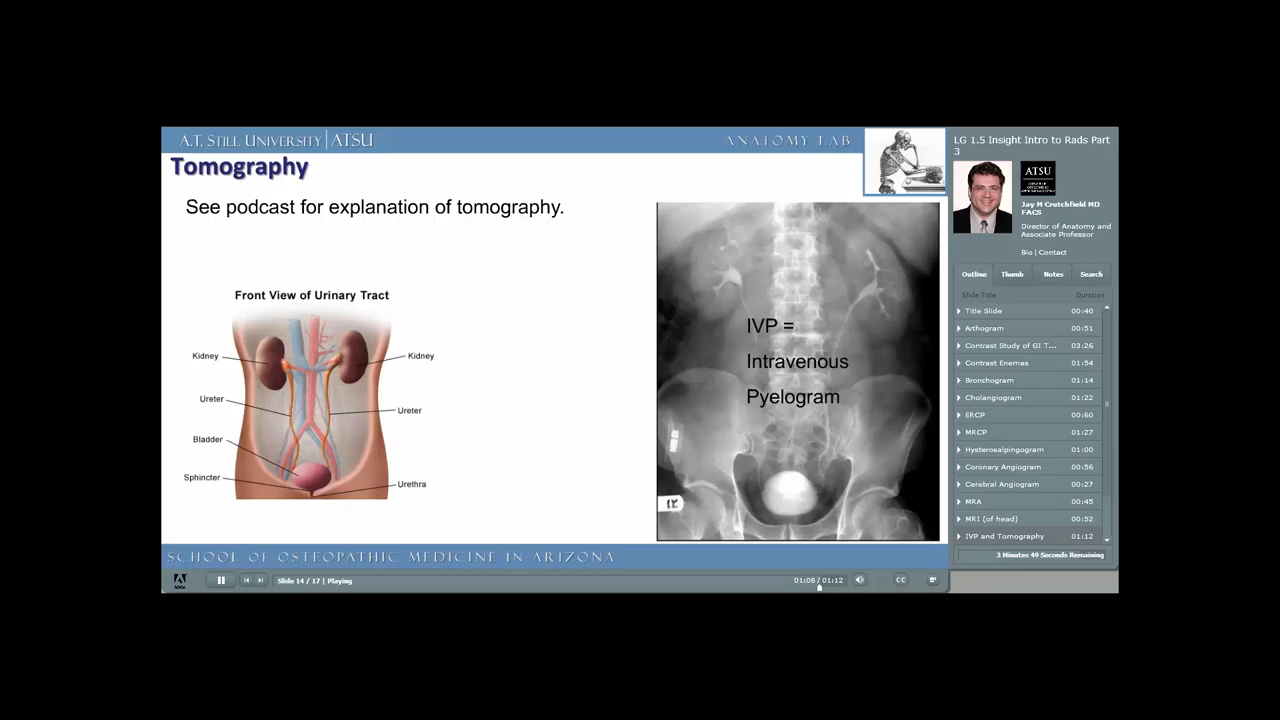 A.T. STILL UNIVERSITY | ATSU
ANATOMY LAB
Tomography
See podcast for explanation of tomography.
Front View of Urinary Tract
Kidney
Kidney
Ureter
Ureter
Bladder
Sphincter
Urethra
IVP =
Intravenous
Pyelogram
SCHOOL OF OSTEOPATHIC MEDICINE IN ARIZONA
Slide 14 / 17 | Playing
01:08 / 01:12
CC
LG 1.5 Insight Intro to Rads Part
3
ATSU
Jay M Crutchfield MD
FACS
Director of Anatomy and
Associate Professor
Bio | Contact
Outline Thumb Notes Search
Slide Title Duration
Title Slide 00:40
Arthogram 00:51
Contrast Study of GI T... 03:26
Contrast Enemas 01:54
Bronchogram 01:14
Cholangiogram 01:22
ERCP 00:60
MRCP 01:27
Hysterosalpingogram 01:00
Coronary Angiogram 00:56
Cerebral Angiogram 00:27
MRA 00:45
MRI (of head) 00:52
IVP and Tomography 01:12
3 Minutes 49 Seconds Remaining